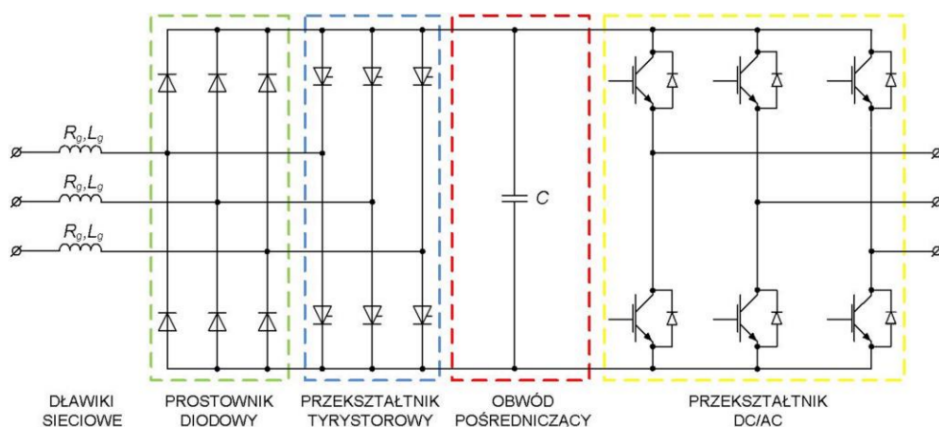 Rg,Lg
Rg,Lg
Rg,Lg
C
DŁAWIKI
SIECIOWE
PROSTOWNIK
DIODOWY
PRZEKSZTAŁTNIK
TYRYSTOROWY
OBWÓD
POŚREDNICZACY
PRZEKSZTAŁTNIK
DC/AC